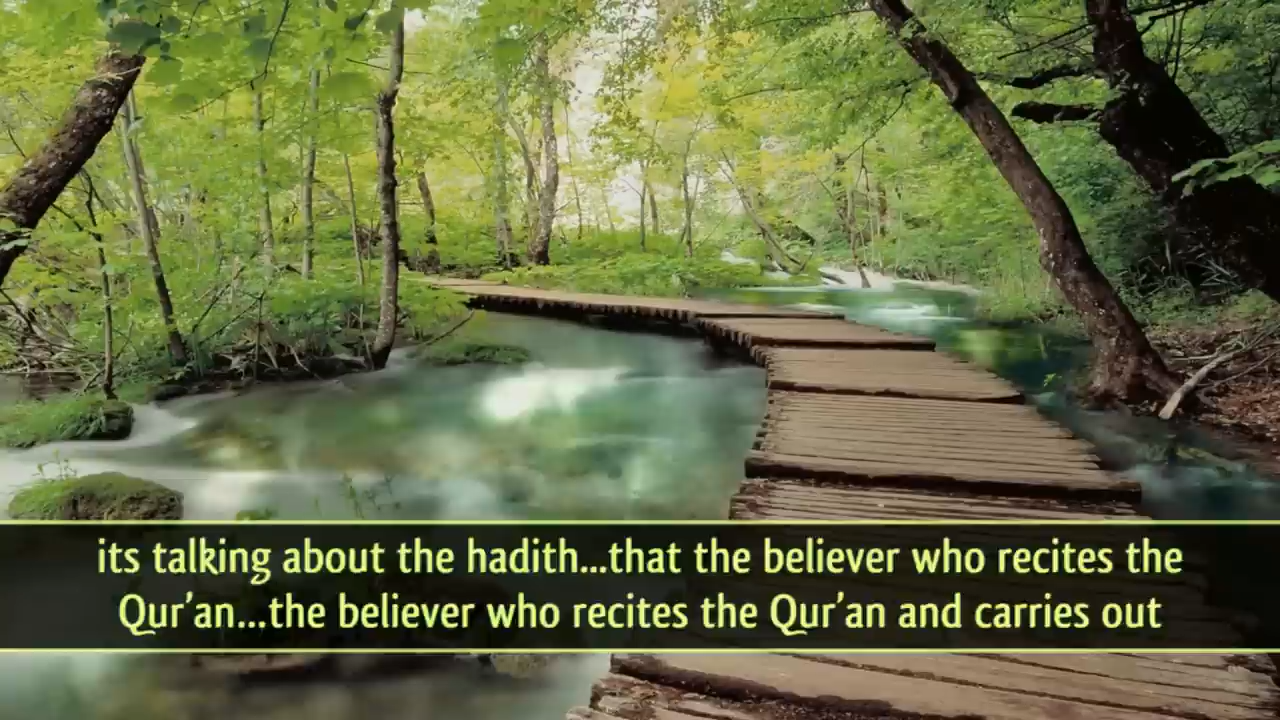 its talking about the hadith...that the believer who recites the
Qur'an...the believer who recites the Qur'an and carries out